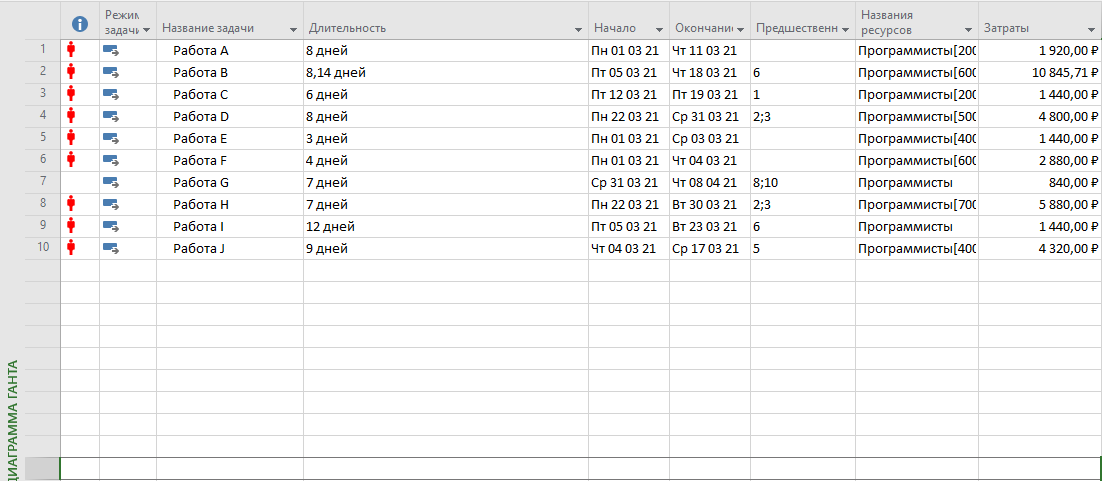 Режим задачи Название задачи Длительность Начало Окончание Предшественн Названия ресурсов Затраты
1 Работа A 8 дней Пн 01 03 21 Чт 11 03 21 Программисты[200 1 920,00 ₽
2 Работа B 8,14 дней Пт 05 03 21 Чт 18 03 21 6 Программисты[600 10 845,71 ₽
3 Работа C 6 дней Пт 12 03 21 Пт 19 03 21 1 Программисты[200 1 440,00 ₽
4 Работа D 8 дней Пн 22 03 21 Ср 31 03 21 2;3 Программисты[500 4 800,00 ₽
5 Работа E 3 дней Пн 01 03 21 Ср 03 03 21 Программисты[400 1 440,00 ₽
6 Работа F 4 дней Пн 01 03 21 Чт 04 03 21 Программисты[600 2 880,00 ₽
7 Работа G 7 дней Ср 31 03 21 Чт 08 04 21 8;10 Программисты 840,00 ₽
8 Работа H 7 дней Пн 22 03 21 Вт 30 03 21 2;3 Программисты[700 5 880,00 ₽
9 Работа I 12 дней Пт 05 03 21 Вт 23 03 21 6 Программисты 1 440,00 ₽
10 Работа J 9 дней Чт 04 03 21 Ср 17 03 21 5 Программисты[400 4 320,00 ₽
ДИАГРАММА ГАНТА